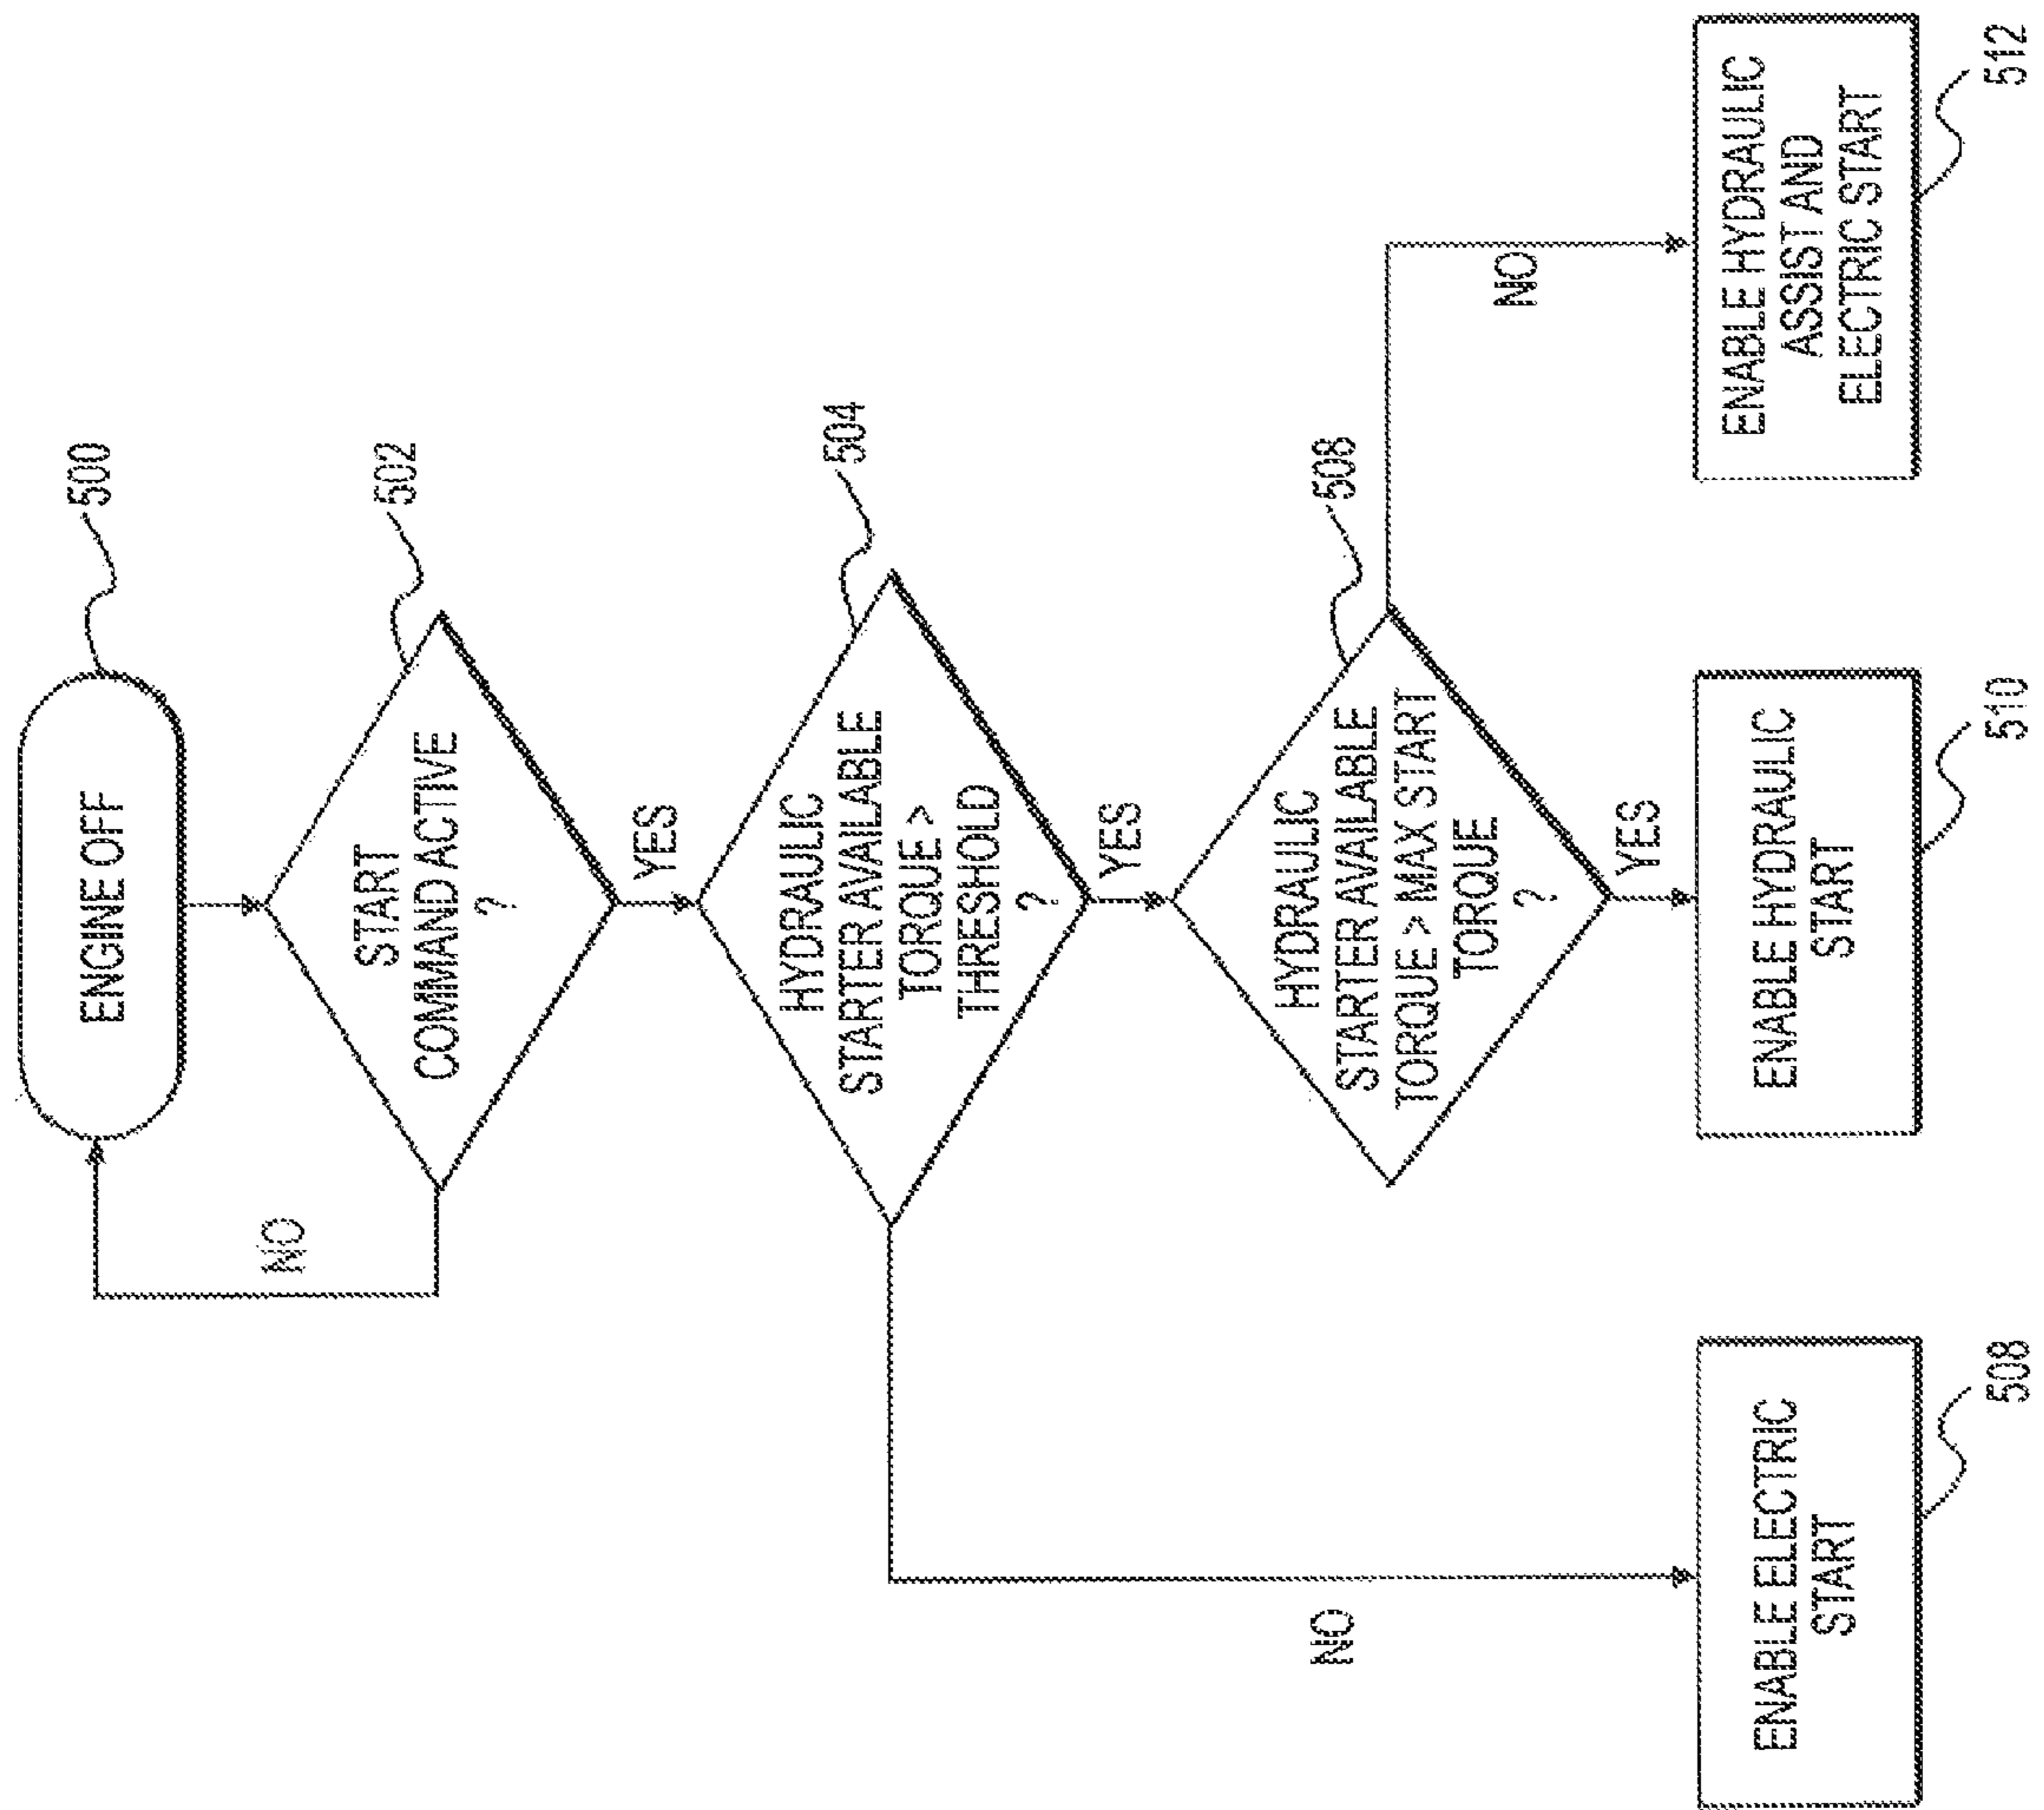 ENGINE OFF
500
START
COMMAND ACTIVE
?
502
NO
YES
HYDRAULIC
STARTER AVAILABLE
TORQUE >
THRESHOLD
?
504
NO
YES
HYDRAULIC
STARTER AVAILABLE
TORQUE > MAX START
TORQUE
?
508
NO
YES
ENABLE ELECTRIC
START
508
ENABLE HYDRAULIC
START
510
ENABLE HYDRAULIC
ASSIST AND
ELECTRIC START
512